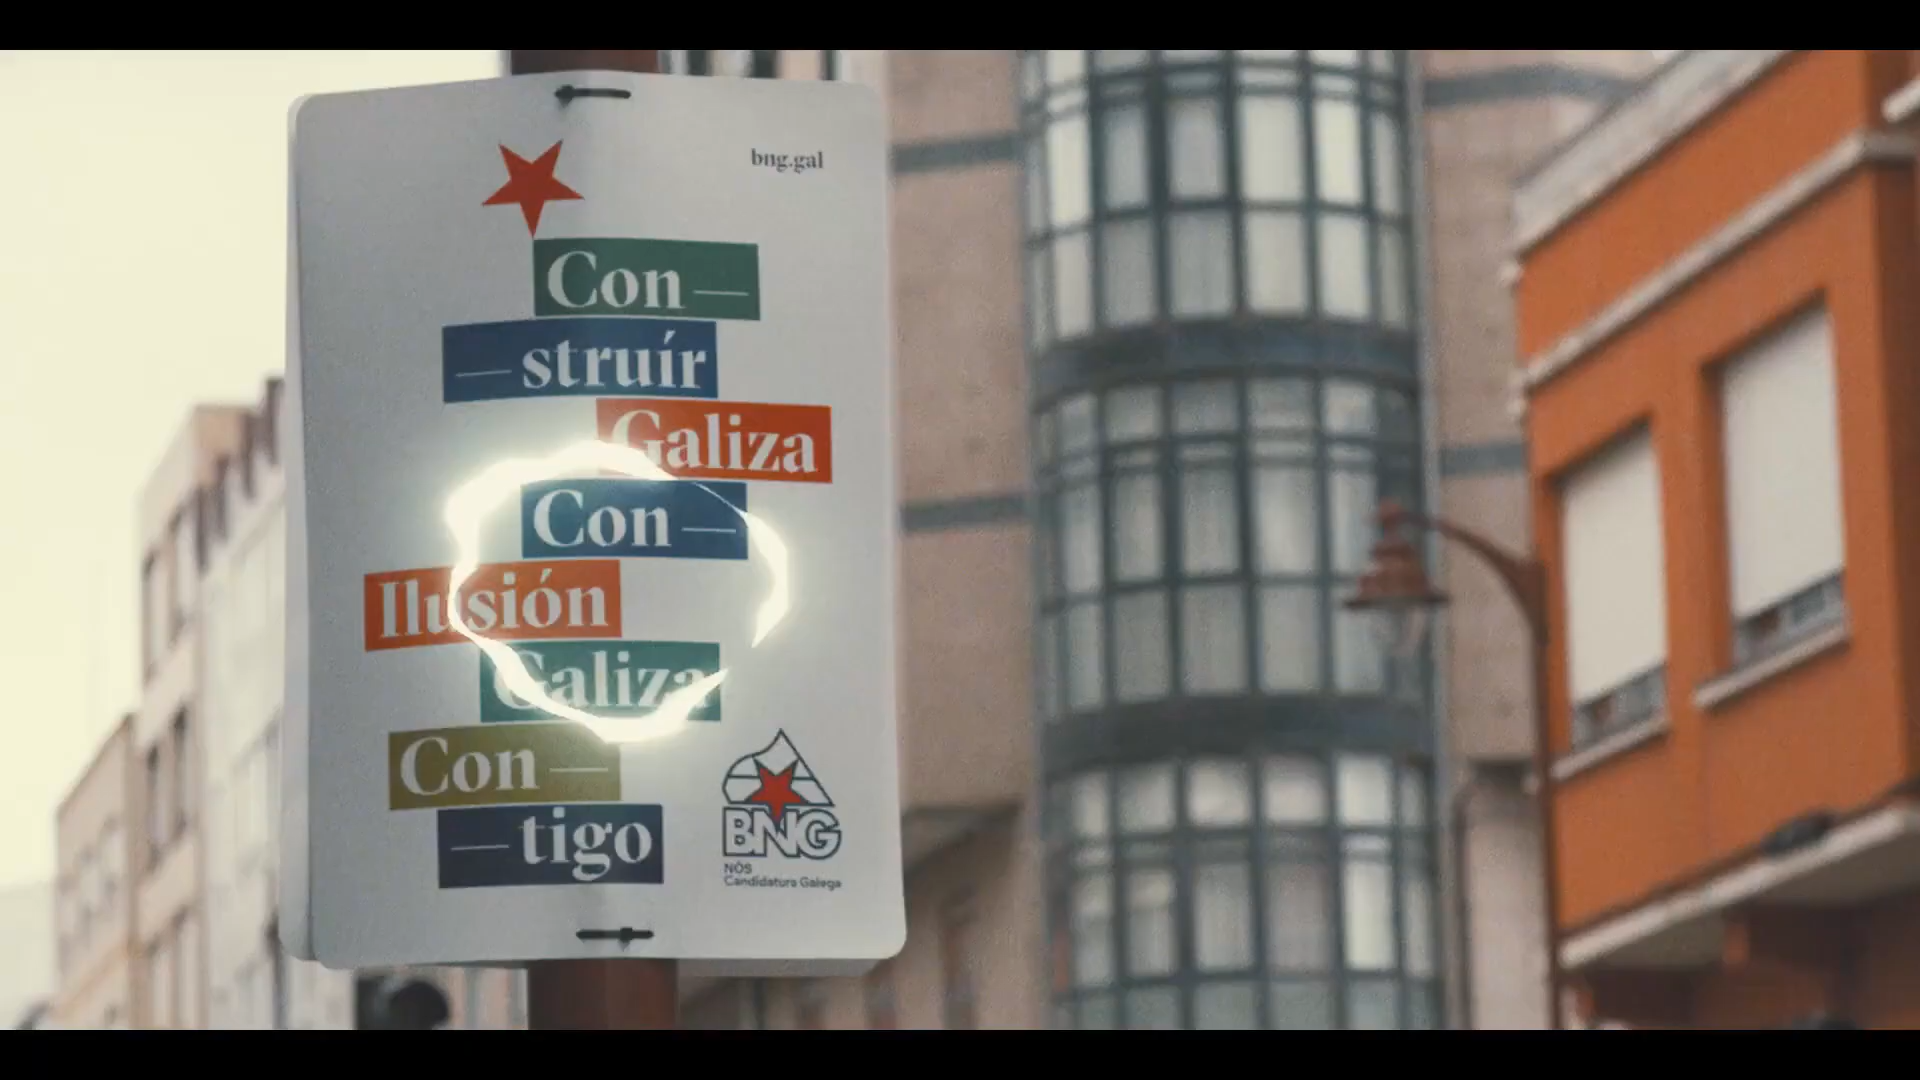 bng.gal
Con—
—struír
Galiza
Con—
Ilusión
Galiza
Con—
—tigo
BNG
NÓS
Candidatura Galega